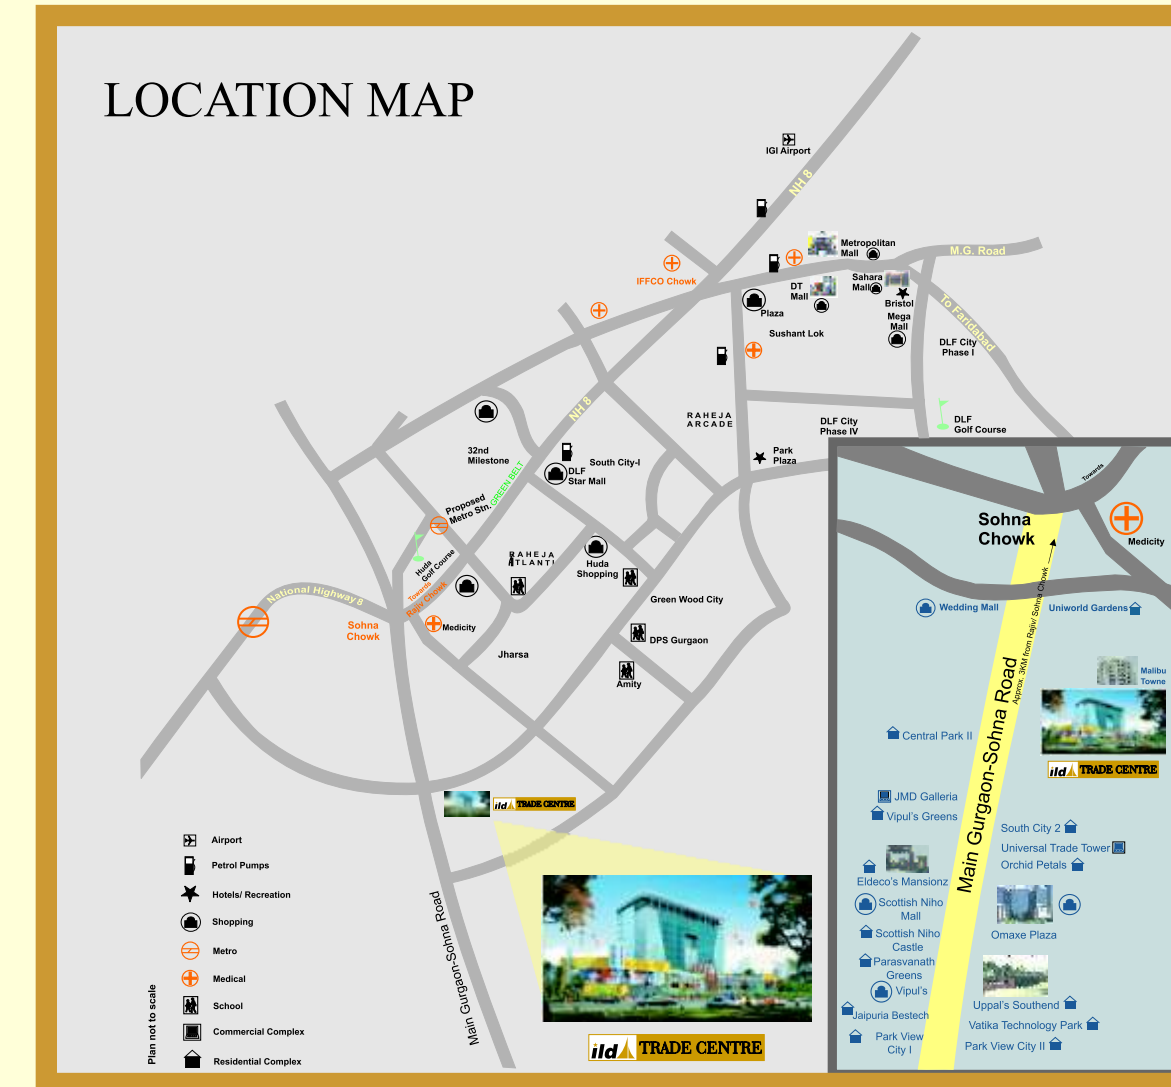 LOCATION MAP
IGI Airport
NH 8
Metropolitan
Mall
M.G. Road
IFFCO Chowk
DT
Mall
Sahara
Mall
Bristol
Plaza
Mega
Mall
To Faridabad
Sushant Lok
DLF City
Phase I
NH 8
RAHEJA
ARCADE
DLF City
Phase IV
DLF
Golf Course
32nd
Milestone
South City-I
Park
Plaza
DLF
Star Mall
GREEN BELT
Proposed
Metro Stn.
Huda
Golf Course
RAHEJA
ATLANTI
Huda
Shopping
Towards
Rajiv Chowk
National Highway 8
Green Wood City
Sohna
Chowk
Medicity
DPS Gurgaon
Jharsa
Amity
ild TRADE CENTRE
Main Gurgaon-Sohna Road
ild TRADE CENTRE
Airport
Petrol Pumps
Hotels/ Recreation
Shopping
Metro
Medical
School
Commercial Complex
Residential Complex
Plan not to scale
Towards
Sohna
Chowk
Medicity
Approx. 3KM from Rajiv/ Sohna Chowk
Wedding Mall
Uniworld Gardens
Malibu
Towne
Main Gurgaon-Sohna Road
Central Park II
ild TRADE CENTRE
JMD Galleria
Vipul's Greens
South City 2
Universal Trade Tower
Orchid Petals
Eldeco's Mansionz
Scottish Niho
Mall
Omaxe Plaza
Scottish Niho
Castle
Parasvanath
Greens
Vipul's
Uppal's Southend
Jaipuria Bestech
Vatika Technology Park
Park View
City I
Park View City II